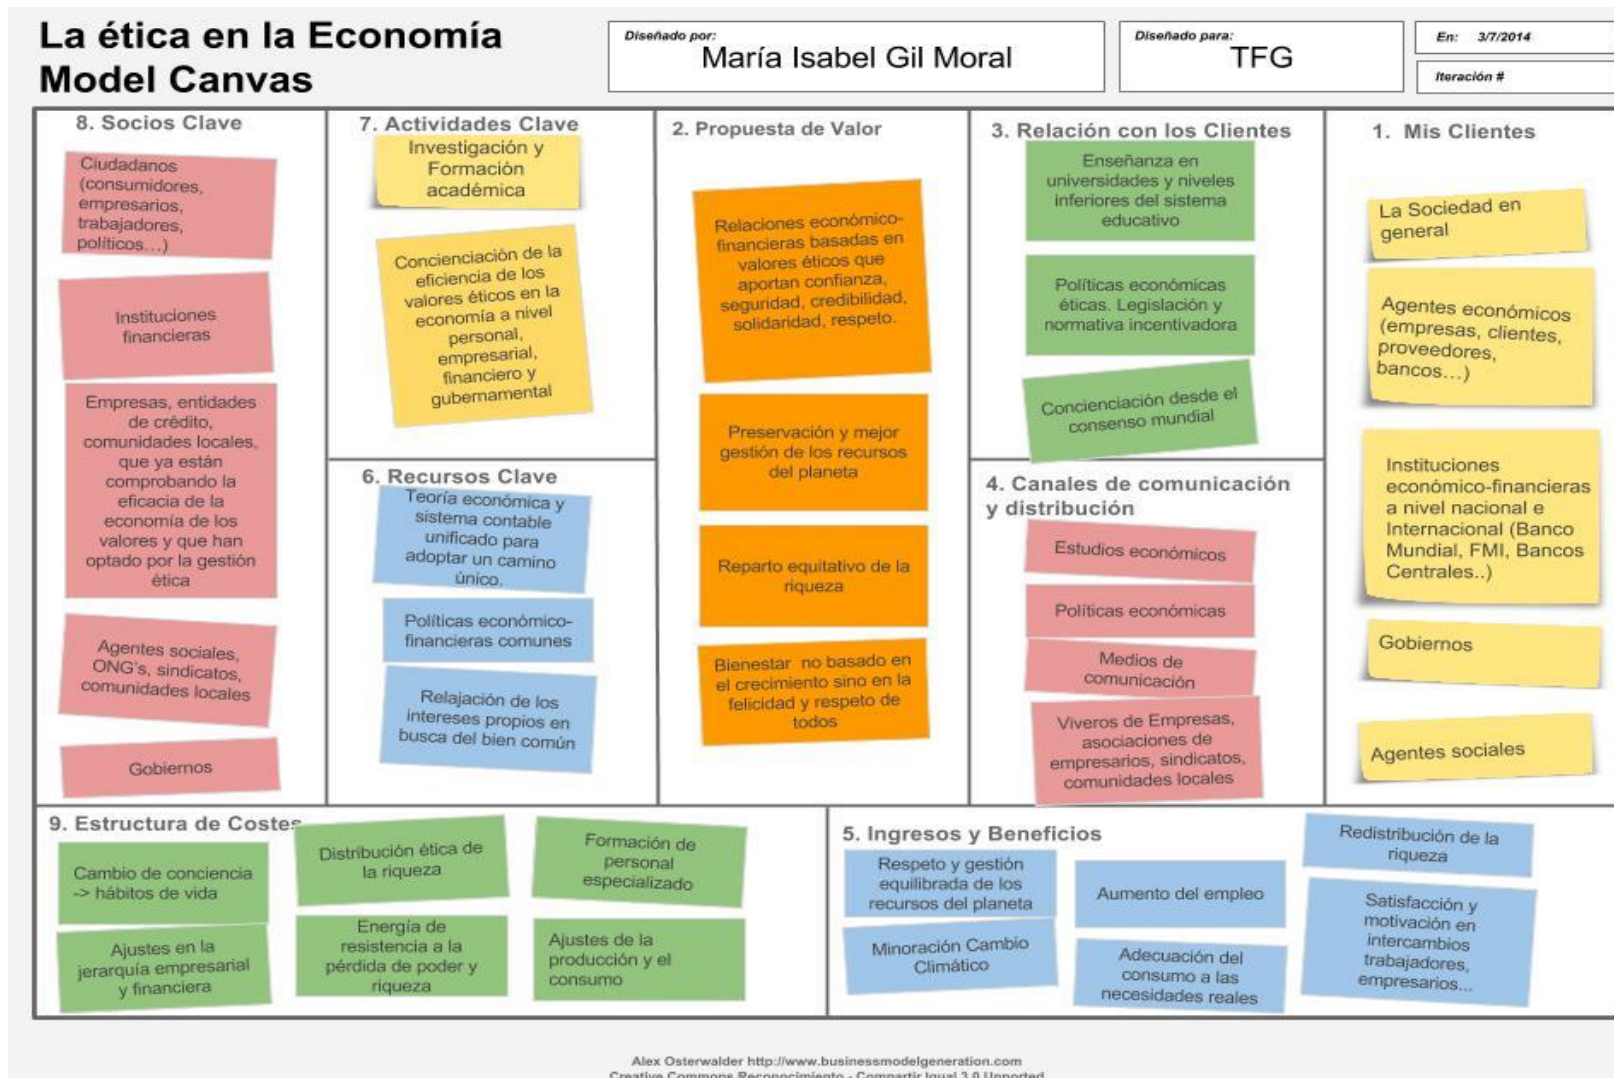 La ética en la Economía
Model Canvas
Diseñado por:
María Isabel Gil Moral
Diseñado para:
TFG
En: 3/7/2014
Iteración #
8. Socios Clave
Ciudadanos
(consumidores,
empresarios,
trabajadores,
políticos...)
Instituciones
financieras
Empresas, entidades
de crédito,
comunidades locales,
que ya están
comprobando la
eficacia de la
economía de los
valores y que han
optado por la gestión
ética
Agentes sociales,
ONG's, sindicatos,
comunidades locales
Gobiernos
7. Actividades Clave
Investigación y
Formación
académica
Concienciación de la
eficiencia de los
valores éticos en la
economía a nivel
personal,
empresarial,
financiero y
gubernamental
6. Recursos Clave
Teoría económica y
sistema contable
unificado para
adoptar un camino
único.
Políticas económico-
financieras comunes
Relajación de los
intereses propios en
busca del bien común
2. Propuesta de Valor
Relaciones económico-
financieras basadas en
valores éticos que
aportan confianza,
seguridad, credibilidad,
solidaridad, respeto.
Preservación y mejor
gestión de los recursos
del planeta
Reparto equitativo de la
riqueza
Bienestar no basado en
el crecimiento sino en la
felicidad y respeto de
todos
3. Relación con los Clientes
Enseñanza en
universidades y niveles
inferiores del sistema
educativo
Políticas económicas
éticas. Legislación y
normativa incentivadora
Concienciación desde el
consenso mundial
4. Canales de comunicación
y distribución
Estudios económicos
Políticas económicas
Medios de
comunicación
Viveros de Empresas,
asociaciones de
empresarios, sindicatos,
comunidades locales
1. Mis Clientes
La Sociedad en
general
Agentes económicos
(empresas, clientes,
proveedores,
bancos...)
Instituciones
económico-financieras
a nivel nacional e
Internacional (Banco
Mundial, FMI, Bancos
Centrales..)
Gobiernos
Agentes sociales
9. Estructura de Costes
Cambio de conciencia
-> hábitos de vida
Distribución ética de
la riqueza
Formación de
personal
especializado
Ajustes en la
jerarquía empresarial
y financiera
Energía de
resistencia a la
pérdida de poder y
riqueza
Ajustes de la
producción y el
consumo
5. Ingresos y Beneficios
Respeto y gestión
equilibrada de los
recursos del planeta
Aumento del empleo
Redistribución de la
riqueza
Minoración Cambio
Climático
Adecuación del
consumo a las
necesidades reales
Satisfacción y
motivación en
intercambios
trabajadores,
empresarios...
Alex Osterwalder http://www.businessmodelgeneration.com
Creative Commons Reconocimiento - Compartir Igual 3.0 Unported